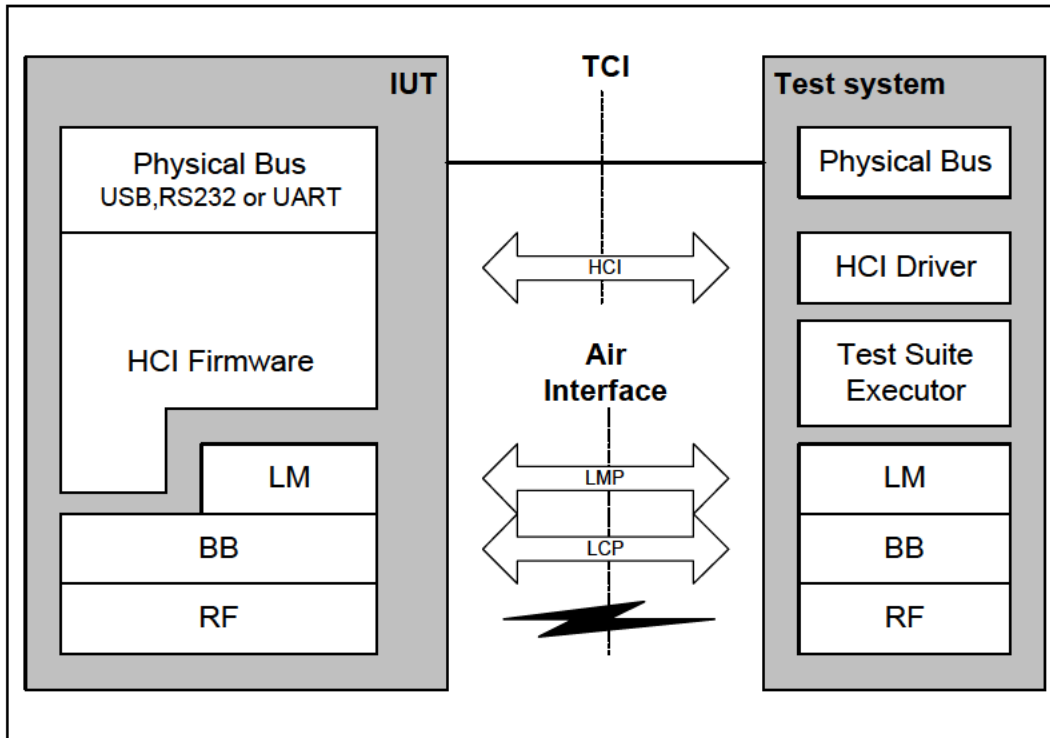 IUT
Physical Bus
USB,RS232 or UART
HCI Firmware
LM
BB
RF
TCI
HCI
Air
Interface
LMP
LCP
Test system
Physical Bus
HCI Driver
Test Suite
Executor
LM
BB
RF